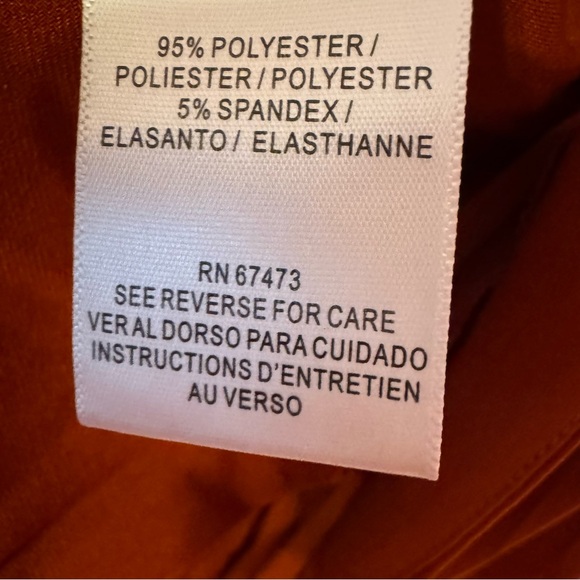 95% POLYESTER /
POLIESTER / POLYESTER
5% SPANDEX /
ELASANTO / ELASTHANNE
RN 67473
SEE REVERSE FOR CARE
VER AL DORSO PARA CUIDADO
INSTRUCTIONS D'ENTRETIEN
AU VERSO